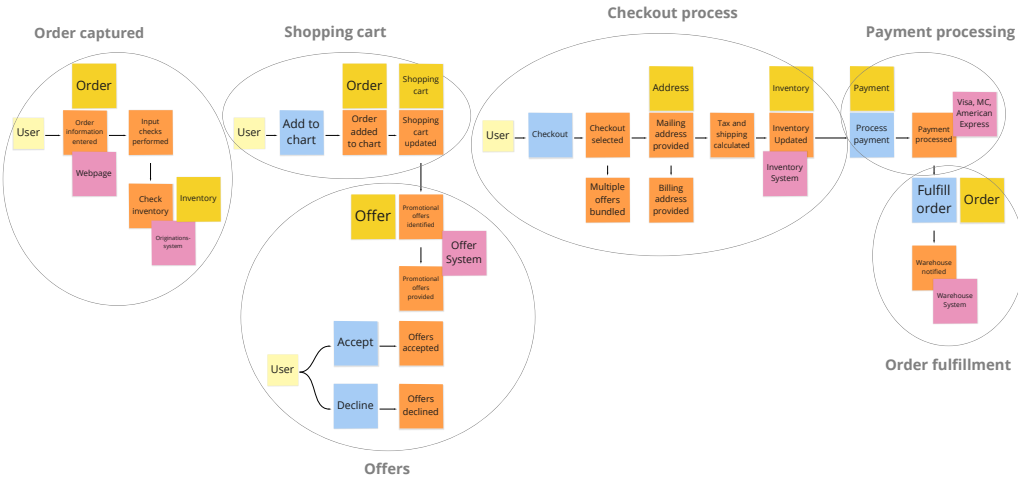 Order captured
Shopping cart
Checkout process
Payment processing
Order
User
Order
information
entered
Input
checks
performed
Webpage
Check
inventory
Inventory
Originations-
system
Order
Shopping
cart
User
Add to
chart
Order
added
to chart
Shopping
cart
updated
Offer
Promotional
offers
identified
Offer
System
Promotional
offers
provided
User
Accept
Offers
accepted
Decline
Offers
declined
Offers
Address
Inventory
User
Checkout
Checkout
selected
Mailing
address
provided
Tax and
shipping
calculated
Inventory
Updated
Inventory
System
Multiple
offers
bundled
Billing
address
provided
Payment
Visa, MC,
American
Express
Process
payment
Payment
processed
Fulfill
order
Order
Warehouse
notified
Warehouse
System
Order fulfillment